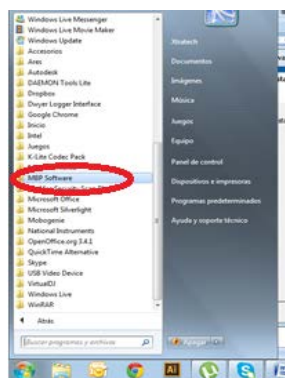 Windows Live Messenger
Windows Live Movie Maker
Windows Update
Accesorios
Ares
Autodesk
DAEMON Tools Lite
Dropbox
Dwyer Logger Interface
Google Chrome
Inicio
Intel
Juegos
K-Lite Codec Pack
MBP Software
Microsoft Office
Microsoft Silverlight
Mobogenie
National Instruments
OpenOffice.org 3.4.1
QuickTime Alternative
Skype
USB Video Device
VirtualDJ
Windows Live
WinRAR
Atrás
Buscar programas y archivos
Xtratech
Documentos
Imágenes
Música
Juegos
Equipo
Panel de control
Dispositivos e impresoras
Programas predeterminados
Ayuda y soporte técnico
Apagar
Ai